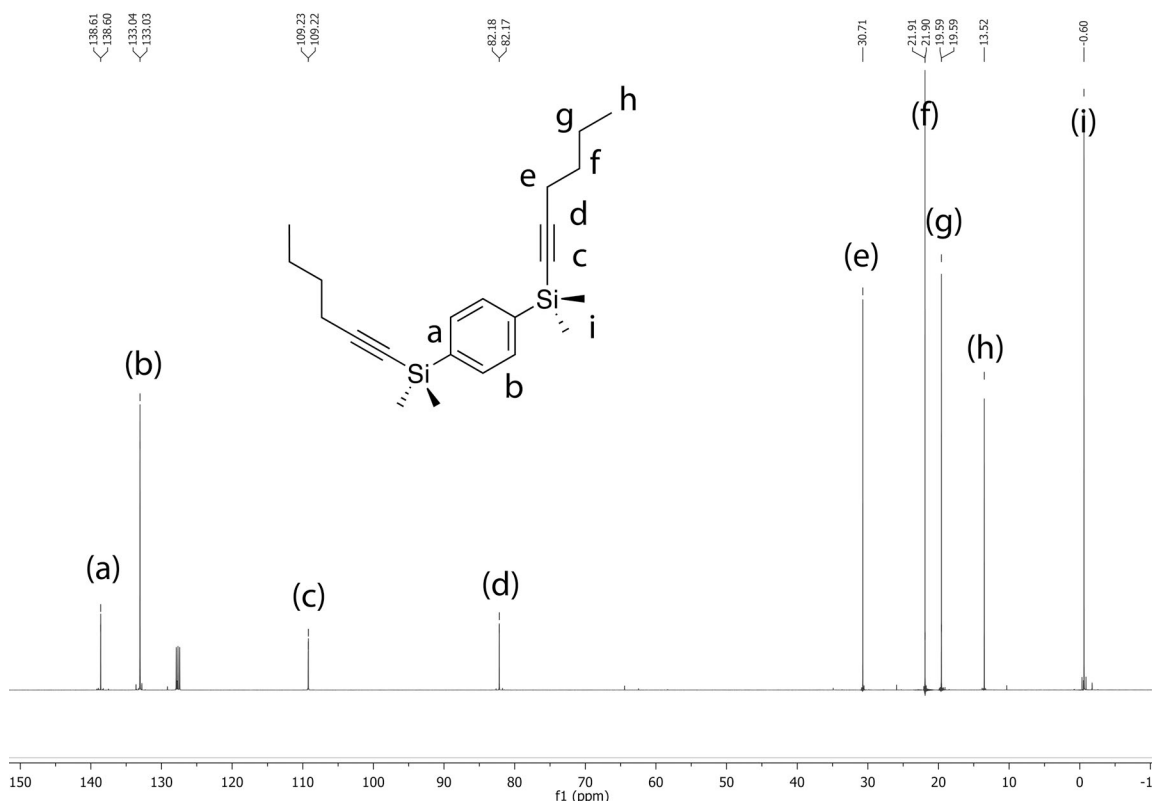 138.61
138.60
133.04
133.03
109.23
109.22
82.18
82.17
30.71
21.91
21.90
19.59
19.59
13.52
-0.60
h
g
(f)
(i)
f
e
d
(g)
c
(e)
Si
i
a
(h)
(b)
Si
b
(a)
(c)
(d)
150 140 130 120 110 100 90 80 70 60 50 40 30 20 10 0 -1
f1 (ppm)